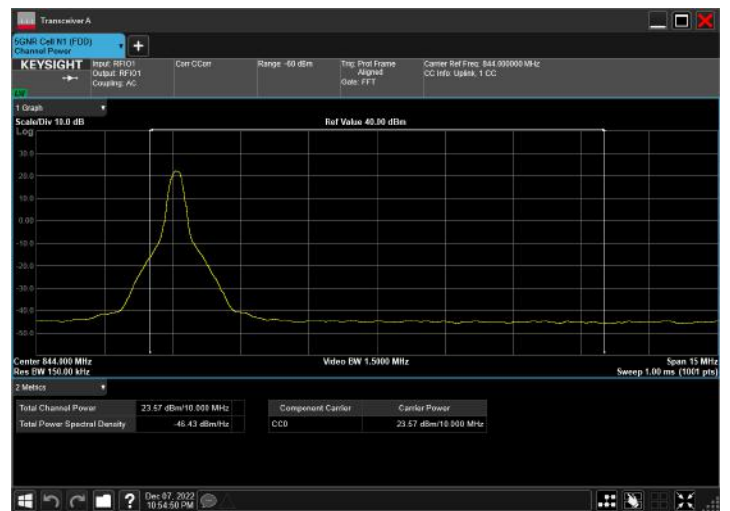 Transceiver A
5GNR Cell N1 (FDD)
Channel Power
+
KEYSIGHT
Input: RFIO1
Output: RFIO1
Coupling: AC
Corr CCorr
Range: -60 dBm
Trig: Prot Frame
Aligned
Gate: FFT
Carrier Ref Freq: 844.000000 MHz
CC Info: Uplink, 1 CC
1 Graph
Scale/Div 10.0 dB
Ref Value 40.00 dBm
Log
30.0
20.0
10.0
0.00
-10.0
-20.0
-30.0
-40.0
-50.0
Center 844.000 MHz
Video BW 1.5000 MHz
Span 15 MHz
Res BW 150.00 kHz
Sweep 1.00 ms (1001 pts)
2 Metrics
Total Channel Power 23.57 dBm/10.000 MHz
Total Power Spectral Density -46.43 dBm/Hz
Component Carrier Carrier Power
CC0 23.57 dBm/10.000 MHz
?
Dec 07, 2022
10:54:50 PM